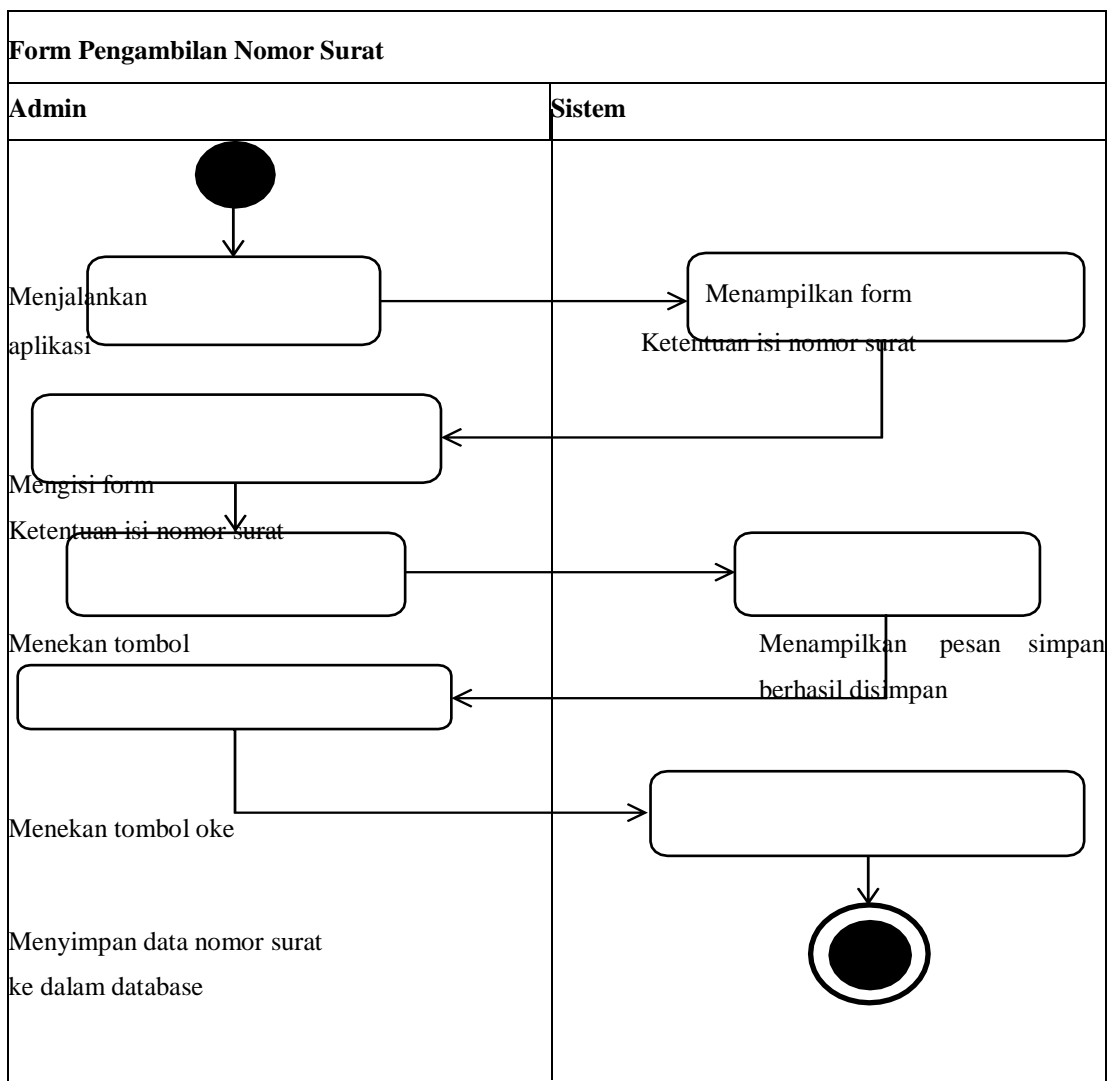 Form Pengambilan Nomor Surat
Admin
Sistem
Menjalankan
aplikasi
Menampilkan form
Ketentuan isi nomor surat
Mengisi form
Ketentuan isi nomor surat
Menekan tombol
Menampilkan pesan simpan
berhasil disimpan
Menekan tombol oke
Menyimpan data nomor surat
ke dalam database